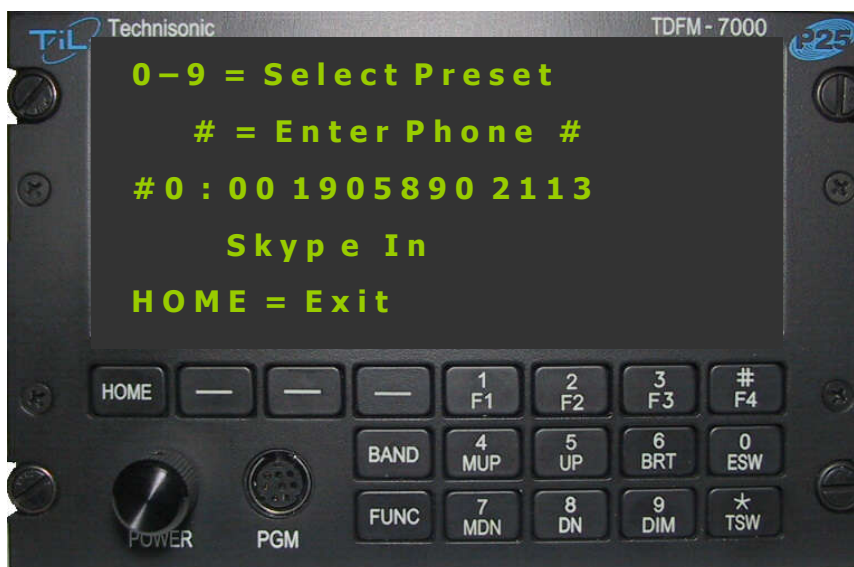 TiL Technisonic TDFM - 7000 P25
0-9 = Select Preset
# = Enter Phone #
#0 : 00 1905890 2113
Skype In
HOME = Exit
HOME — — — 1 F1 2 F2 3 F3 # F4
BAND 4 MUP 5 UP 6 BRT 0 ESW
FUNC 7 MDN 8 DN 9 DIM * TSW
POWER PGM